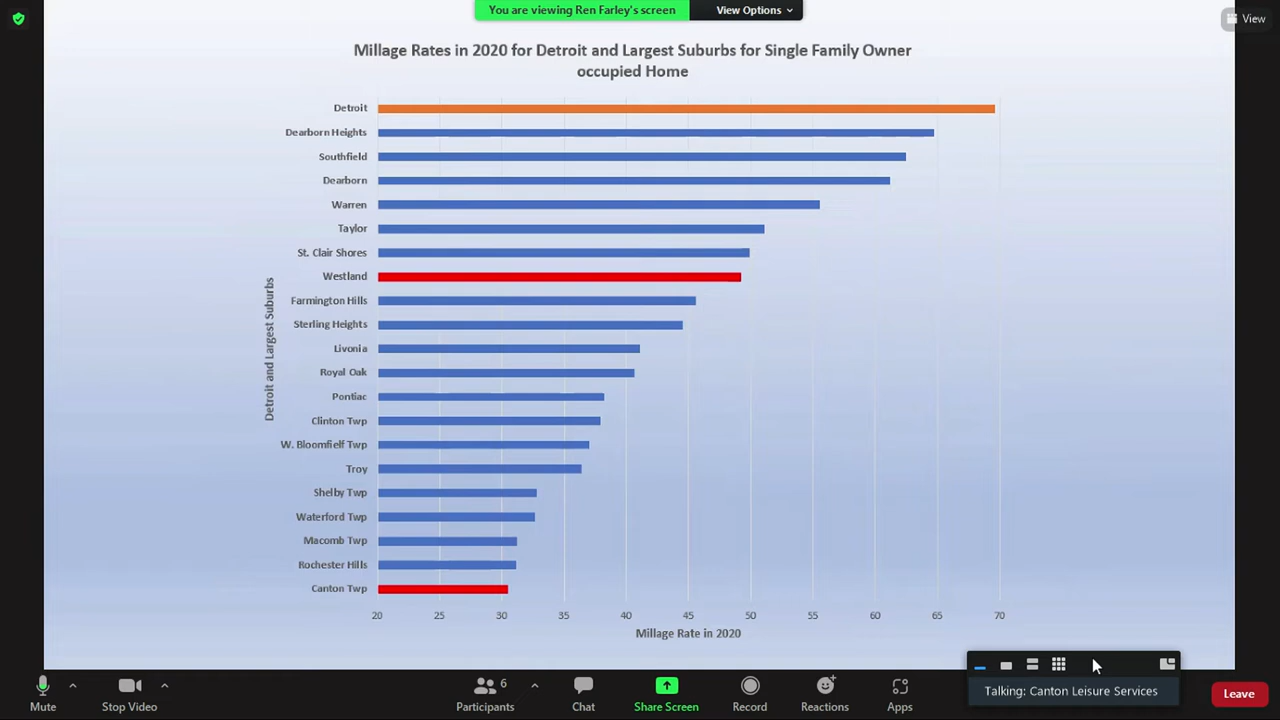 You are viewing Ren Farley's screen
View Options
View
Millage Rates in 2020 for Detroit and Largest Suburbs for Single Family Owner
occupied Home
Detroit
Dearborn Heights
Southfield
Dearborn
Warren
Taylor
St. Clair Shores
Westland
Farmington Hills
Sterling Heights
Livonia
Royal Oak
Pontiac
Clinton Twp
W. Bloomfielf Twp
Troy
Shelby Twp
Waterford Twp
Macomb Twp
Rochester Hills
Canton Twp
Detroit and Largest Suburbs
20 25 30 35 40 45 50 55 60 65 70
Millage Rate in 2020
Talking: Canton Leisure Services
Mute
Stop Video
Participants 6
Chat
Share Screen
Record
Reactions
Apps
Leave